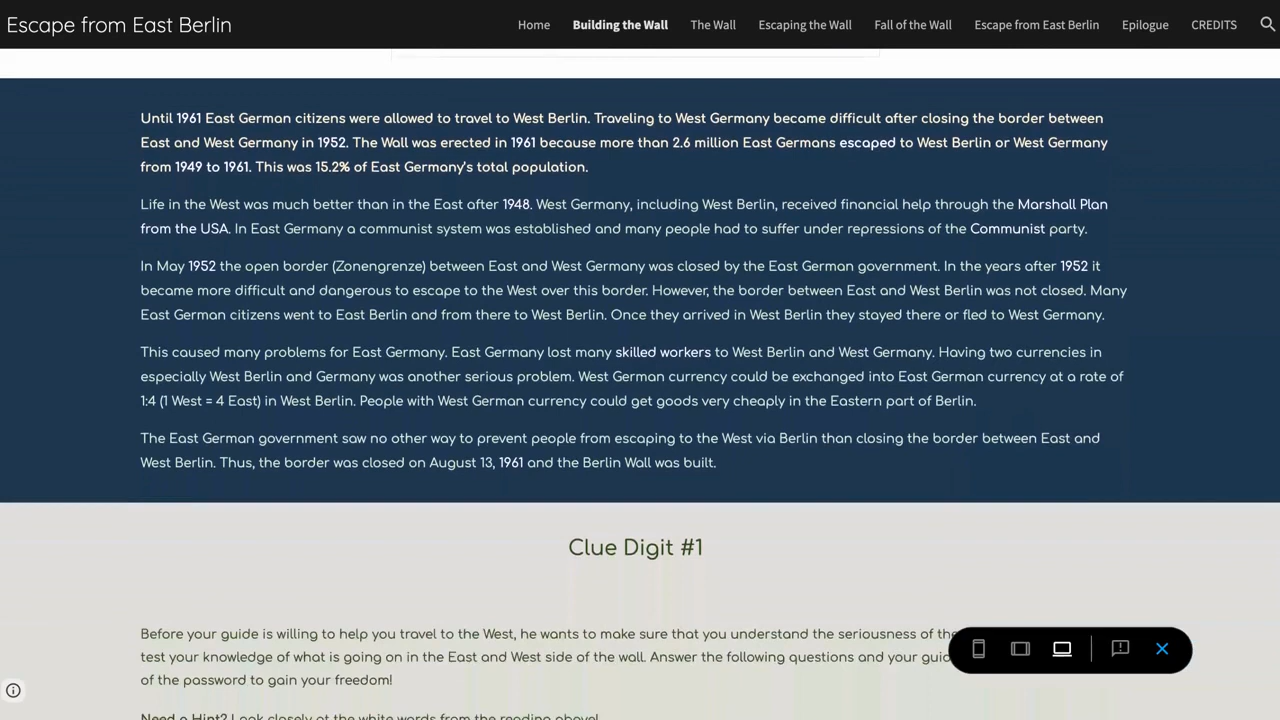 Escape from East Berlin
Home Building the Wall The Wall Escaping the Wall Fall of the Wall Escape from East Berlin Epilogue CREDITS
Until 1961 East German citizens were allowed to travel to West Berlin. Traveling to West Germany became difficult after closing the border between
East and West Germany in 1952. The Wall was erected in 1961 because more than 2.6 million East Germans escaped to West Berlin or West Germany
from 1949 to 1961. This was 15.2% of East Germany's total population.
Life in the West was much better than in the East after 1948. West Germany, including West Berlin, received financial help through the Marshall Plan
from the USA. In East Germany a communist system was established and many people had to suffer under repressions of the Communist party.
In May 1952 the open border (Zonengrenze) between East and West Germany was closed by the East German government. In the years after 1952 it
became more difficult and dangerous to escape to the West over this border. However, the border between East and West Berlin was not closed. Many
East German citizens went to East Berlin and from there to West Berlin. Once they arrived in West Berlin they stayed there or fled to West Germany.
This caused many problems for East Germany. East Germany lost many skilled workers to West Berlin and West Germany. Having two currencies in
especially West Berlin and Germany was another serious problem. West German currency could be exchanged into East German currency at a rate of
1:4 (1 West = 4 East) in West Berlin. People with West German currency could get goods very cheaply in the Eastern part of Berlin.
The East German government saw no other way to prevent people from escaping to the West via Berlin than closing the border between East and
West Berlin. Thus, the border was closed on August 13, 1961 and the Berlin Wall was built.
Clue Digit #1
Before your guide is willing to help you travel to the West, he wants to make sure that you understand the seriousness of the
test your knowledge of what is going on in the East and West side of the wall. Answer the following questions and your
of the password to gain your freedom!
Need a Hint? Look closely at the white words from the reading above!